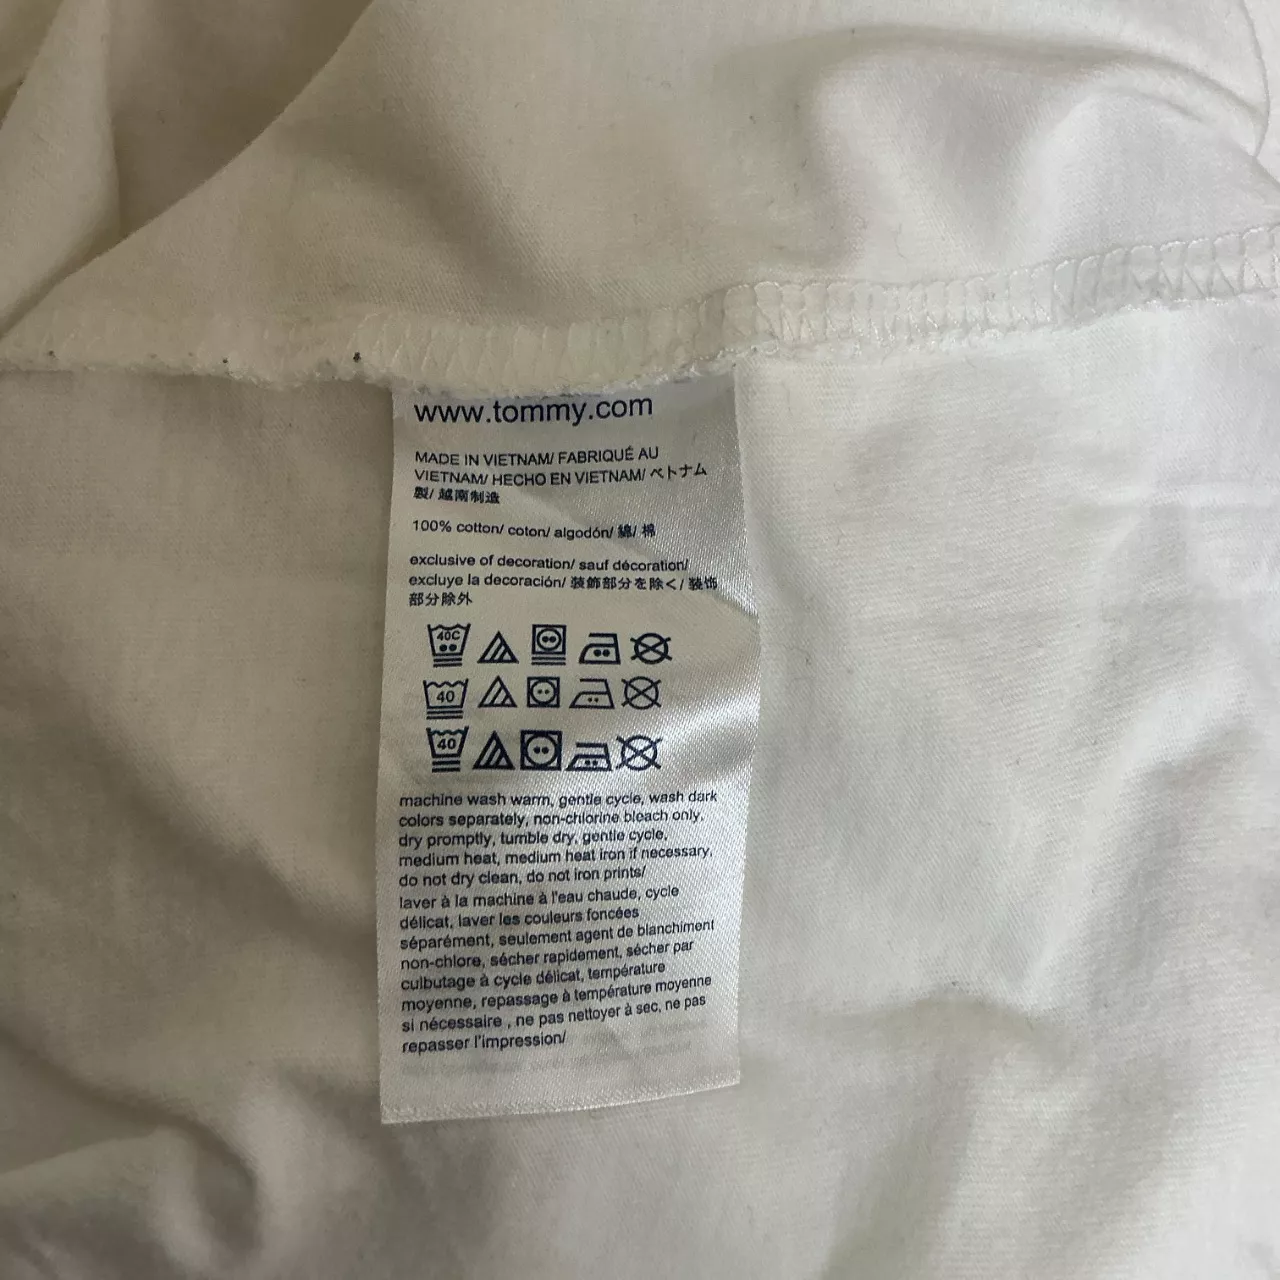 www.tommy.com
MADE IN VIETNAM/ FABRIQUÉ AU
VIETNAM/ HECHO EN VIETNAM/ ベトナム
製/ 越南制造
100% cotton/ coton/ algodón/ 綿/ 棉
exclusive of decoration/ sauf décoration/
excluye la decoración/ 装飾部分を除く/ 装饰
部分除外
40C
40
40
machine wash warm, gentle cycle, wash dark
colors separately, non-chlorine bleach only,
dry promptly, tumble dry, gentle cycle,
medium heat, medium heat iron if necessary,
do not dry clean, do not iron prints/
laver à la machine à l'eau chaude, cycle
délicat, laver les couleurs foncées
séparément, seulement agent de blanchiment
non-chlore, sécher rapidement, sécher par
culbutage à cycle délicat, température
moyenne, repassage à température moyenne
si nécessaire , ne pas nettoyer à sec, ne pas
repasser l'impression/